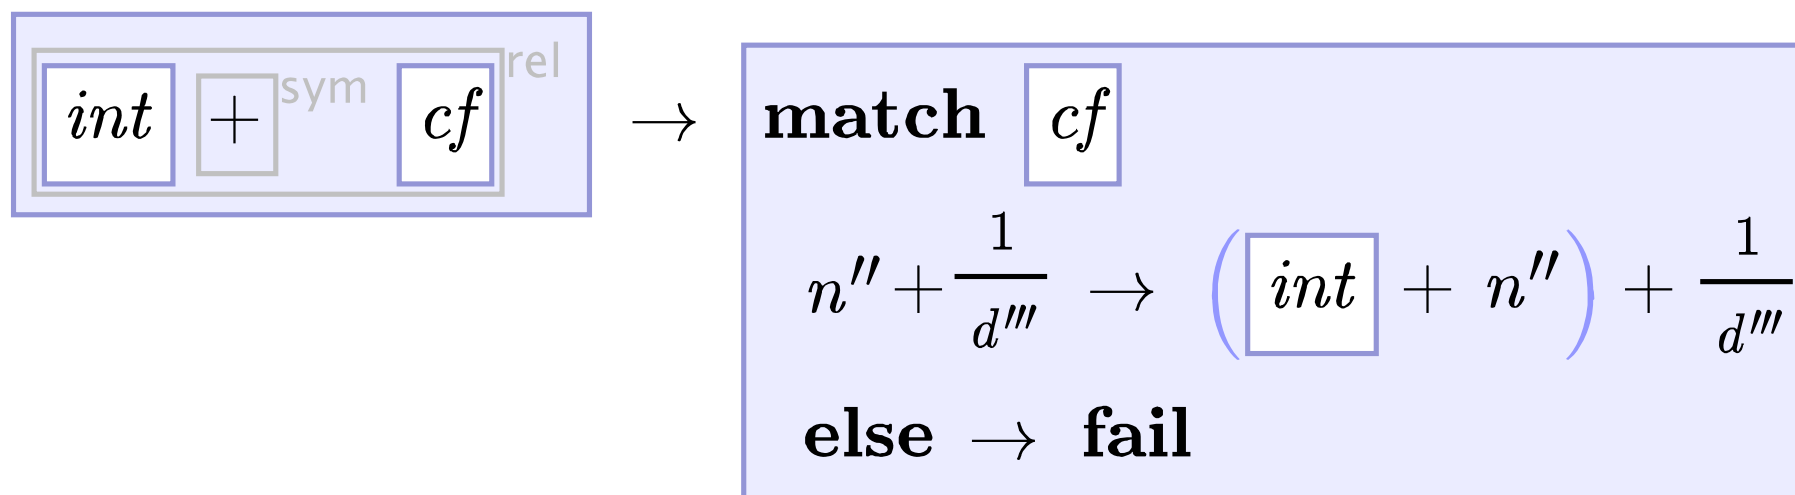 int + sym cf rel → match cf
n″ + 1/d‴ → (int + n″) + 1/d‴
else → fail